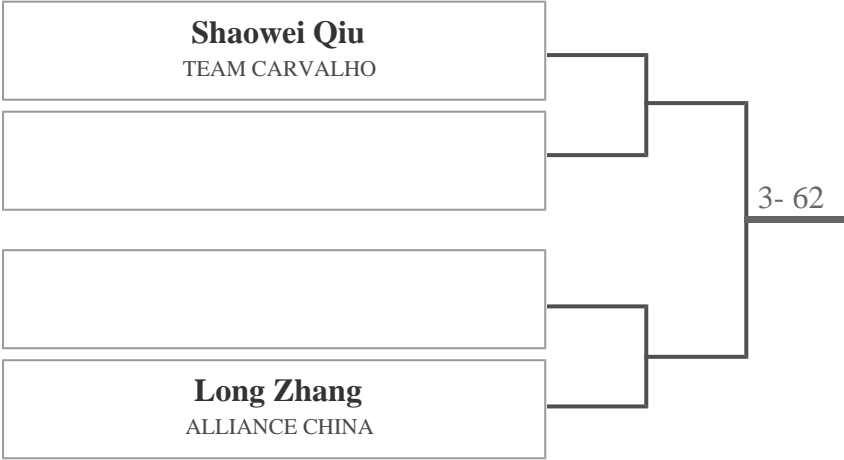 Shaowei Qiu
TEAM CARVALHO
3- 62
Long Zhang
ALLIANCE CHINA